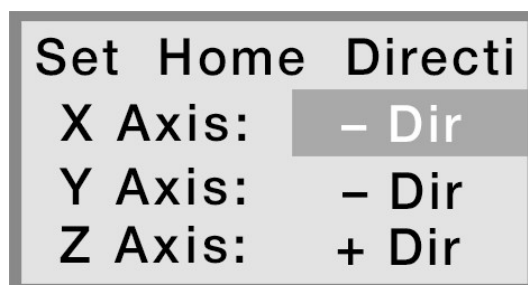 Set Home Directi
X Axis: – Dir
Y Axis: – Dir
Z Axis: + Dir